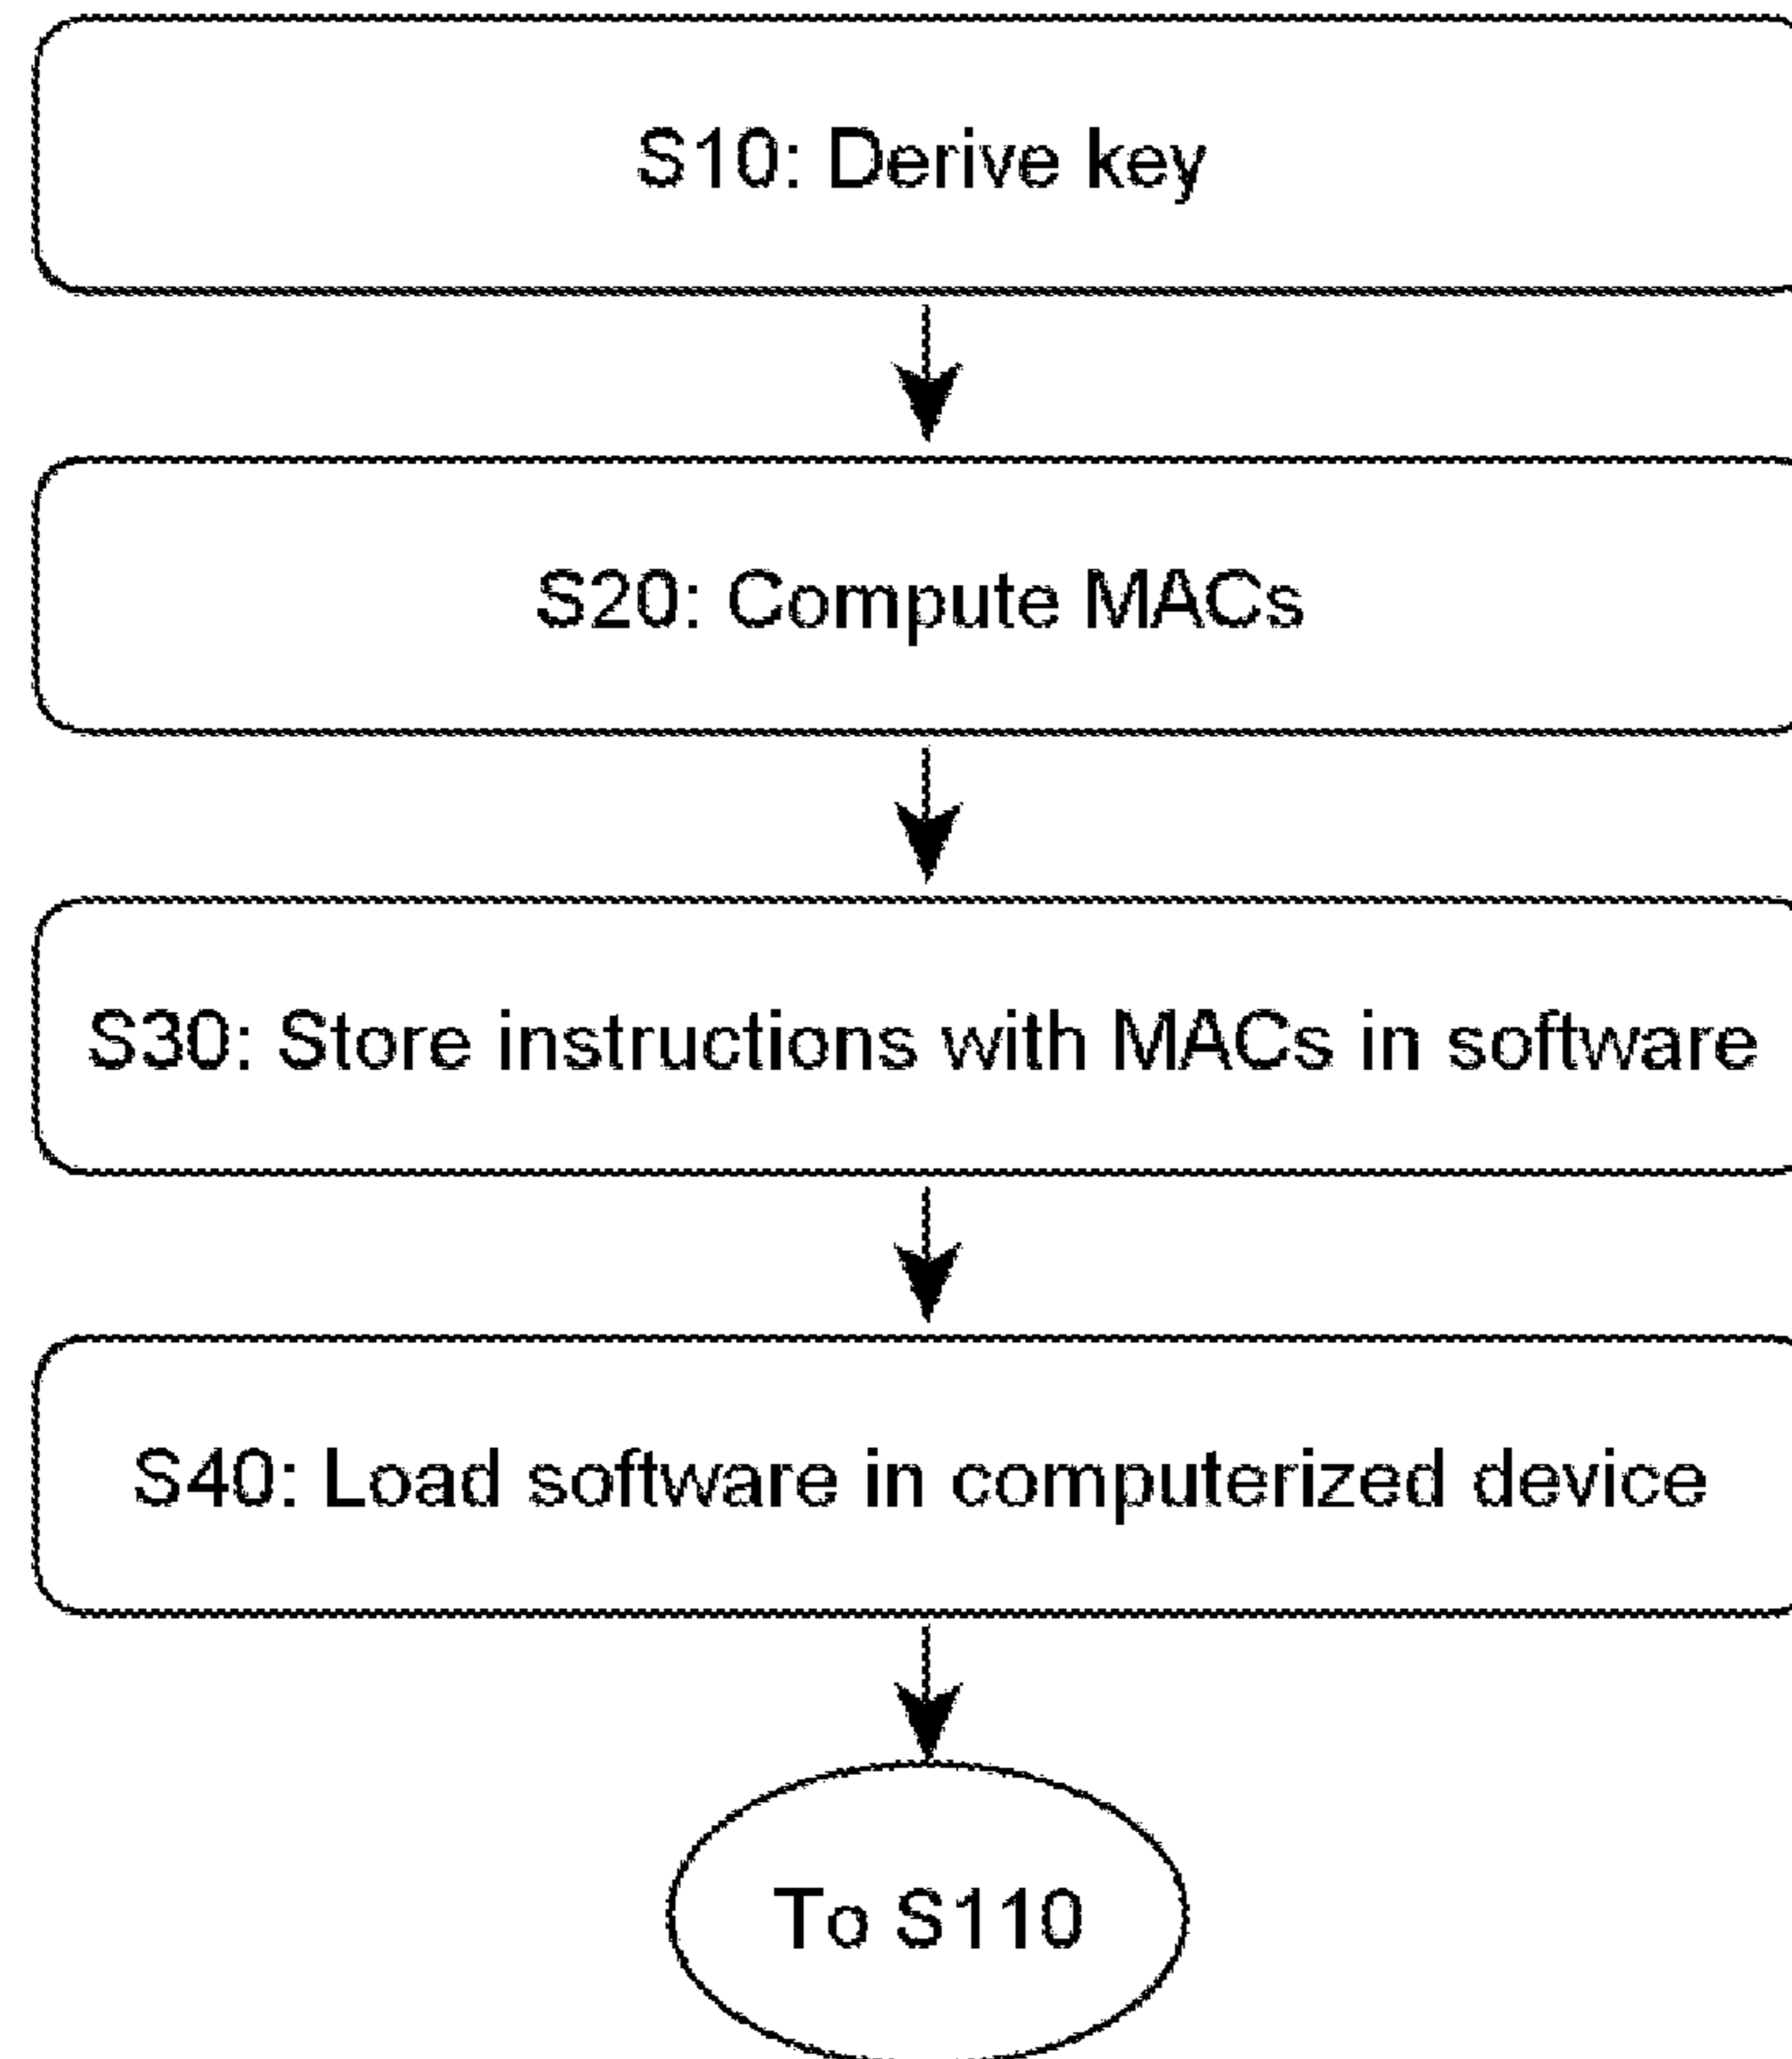 S10: Derive key
S20: Compute MACs
S30: Store instructions with MACs in software
S40: Load software in computerized device
To S110